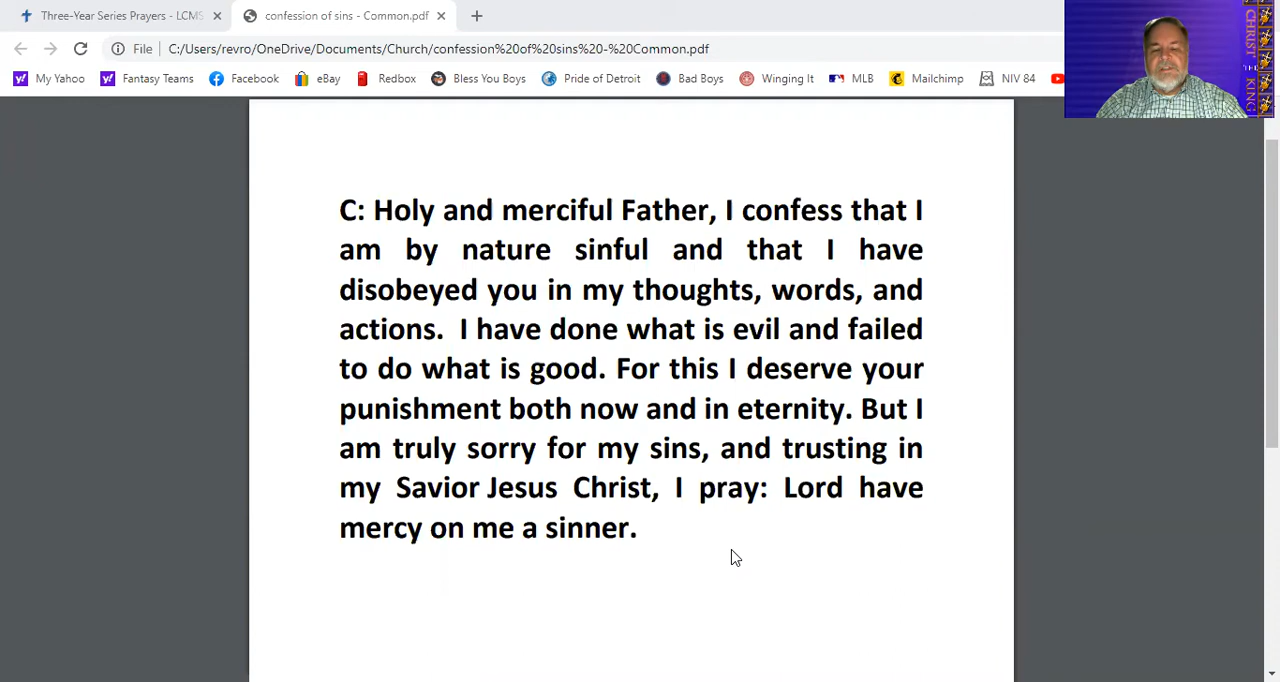 Three-Year Series Prayers - LCMS
confession of sins - Common.pdf
File
C:/Users/revro/OneDrive/Documents/Church/confession%20of%20sins%20-%20Common.pdf
My Yahoo
Fantasy Teams
Facebook
eBay
Redbox
Bless You Boys
Pride of Detroit
Bad Boys
Winging It
MLB
Mailchimp
NIV 84
CHRIST THE KING
C: Holy and merciful Father, I confess that I
am by nature sinful and that I have
disobeyed you in my thoughts, words, and
actions. I have done what is evil and failed
to do what is good. For this I deserve your
punishment both now and in eternity. But I
am truly sorry for my sins, and trusting in
my Savior Jesus Christ, I pray: Lord have
mercy on me a sinner.